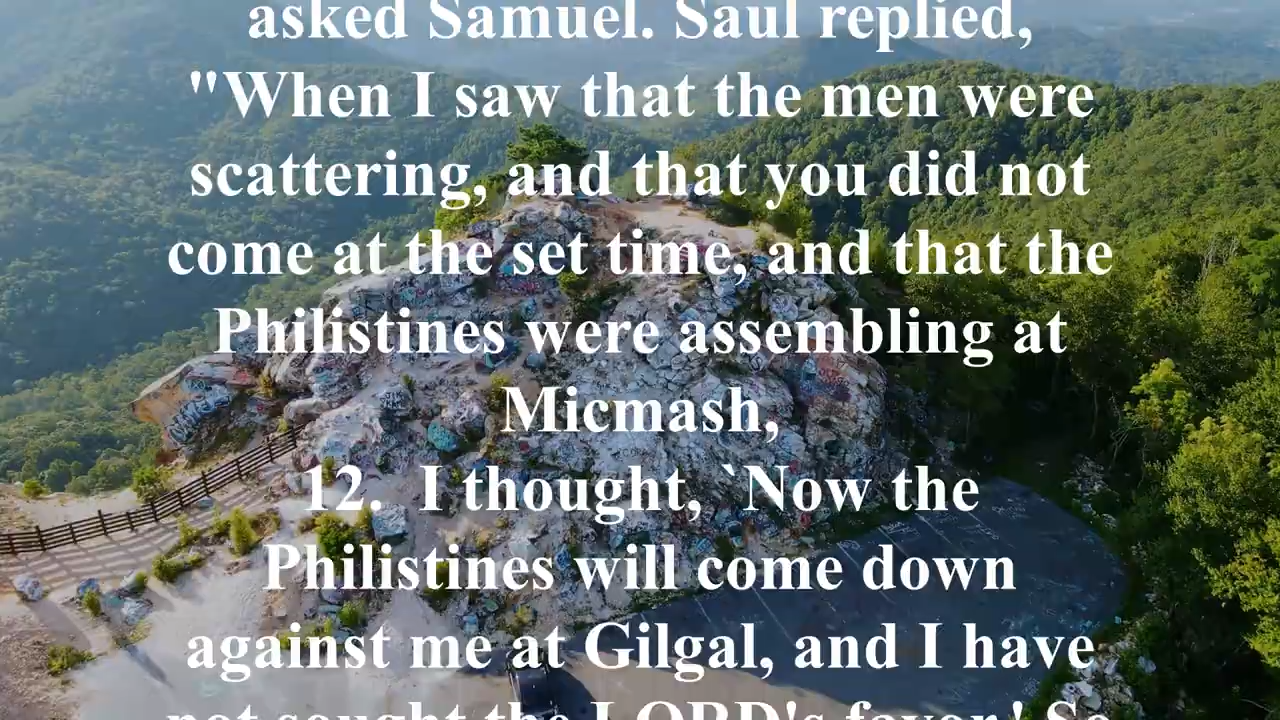 asked Samuel. Saul replied,
"When I saw that the men were
scattering, and that you did not
come at the set time, and that the
Philistines were assembling at
Micmash,
12.  I thought, `Now the
Philistines will come down
against me at Gilgal, and I have
not sought the LORD's favor.' So